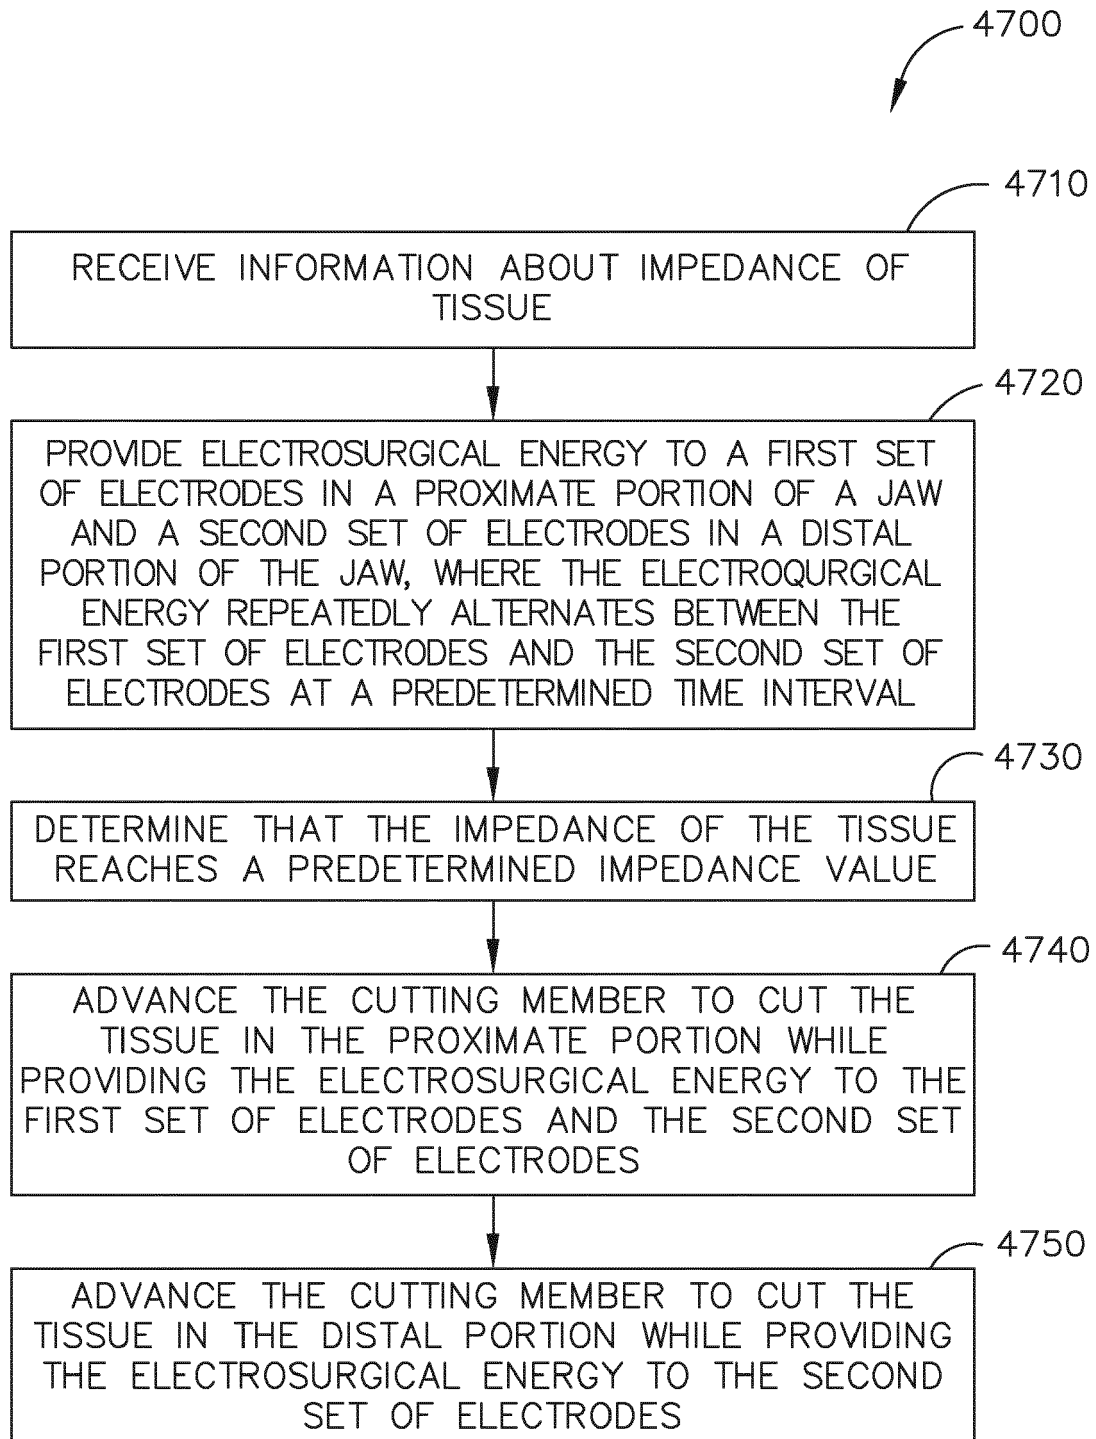 4700
4710
RECEIVE INFORMATION ABOUT IMPEDANCE OF
TISSUE
4720
PROVIDE ELECTROSURGICAL ENERGY TO A FIRST SET
OF ELECTRODES IN A PROXIMATE PORTION OF A JAW
AND A SECOND SET OF ELECTRODES IN A DISTAL
PORTION OF THE JAW, WHERE THE ELECTROQURGICAL
ENERGY REPEATEDLY ALTERNATES BETWEEN THE
FIRST SET OF ELECTRODES AND THE SECOND SET OF
ELECTRODES AT A PREDETERMINED TIME INTERVAL
4730
DETERMINE THAT THE IMPEDANCE OF THE TISSUE
REACHES A PREDETERMINED IMPEDANCE VALUE
4740
ADVANCE THE CUTTING MEMBER TO CUT THE
TISSUE IN THE PROXIMATE PORTION WHILE
PROVIDING THE ELECTROSURGICAL ENERGY TO THE
FIRST SET OF ELECTRODES AND THE SECOND SET
OF ELECTRODES
4750
ADVANCE THE CUTTING MEMBER TO CUT THE
TISSUE IN THE DISTAL PORTION WHILE PROVIDING
THE ELECTROSURGICAL ENERGY TO THE SECOND
SET OF ELECTRODES